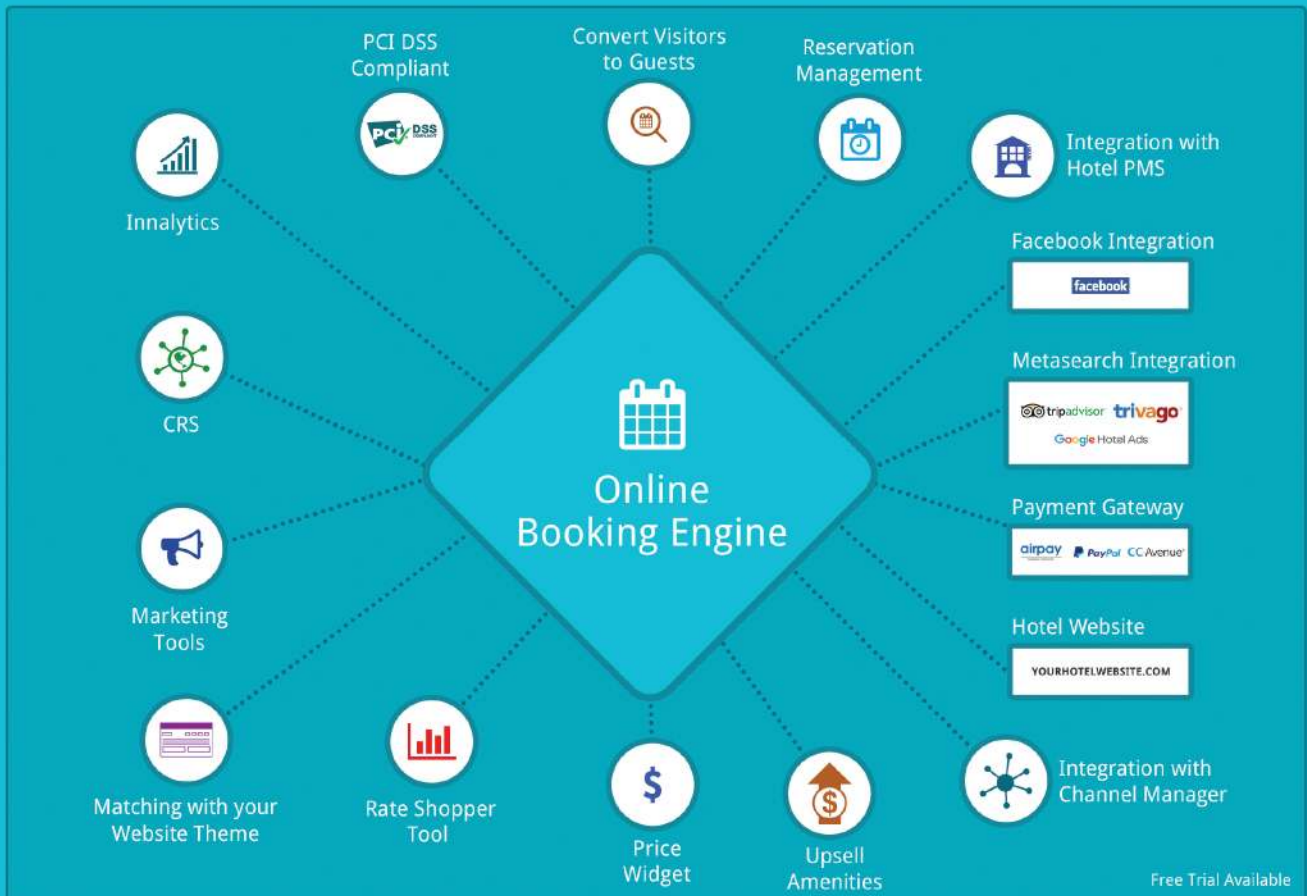 PCI DSS
Compliant
PCI DSS
COMPLIANT
Convert Visitors
to Guests
Reservation
Management
Integration with
Hotel PMS
Innalytics
Facebook Integration
facebook
Metasearch Integration
tripadvisor trivago
Google Hotel Ads
CRS
Online
Booking Engine
Payment Gateway
airpay PayPal CC Avenue
Marketing
Tools
Hotel Website
YOURHOTELWEBSITE.COM
Integration with
Channel Manager
Matching with your
Website Theme
Rate Shopper
Tool
$
Price
Widget
$
Upsell
Amenities
Free Trial Available